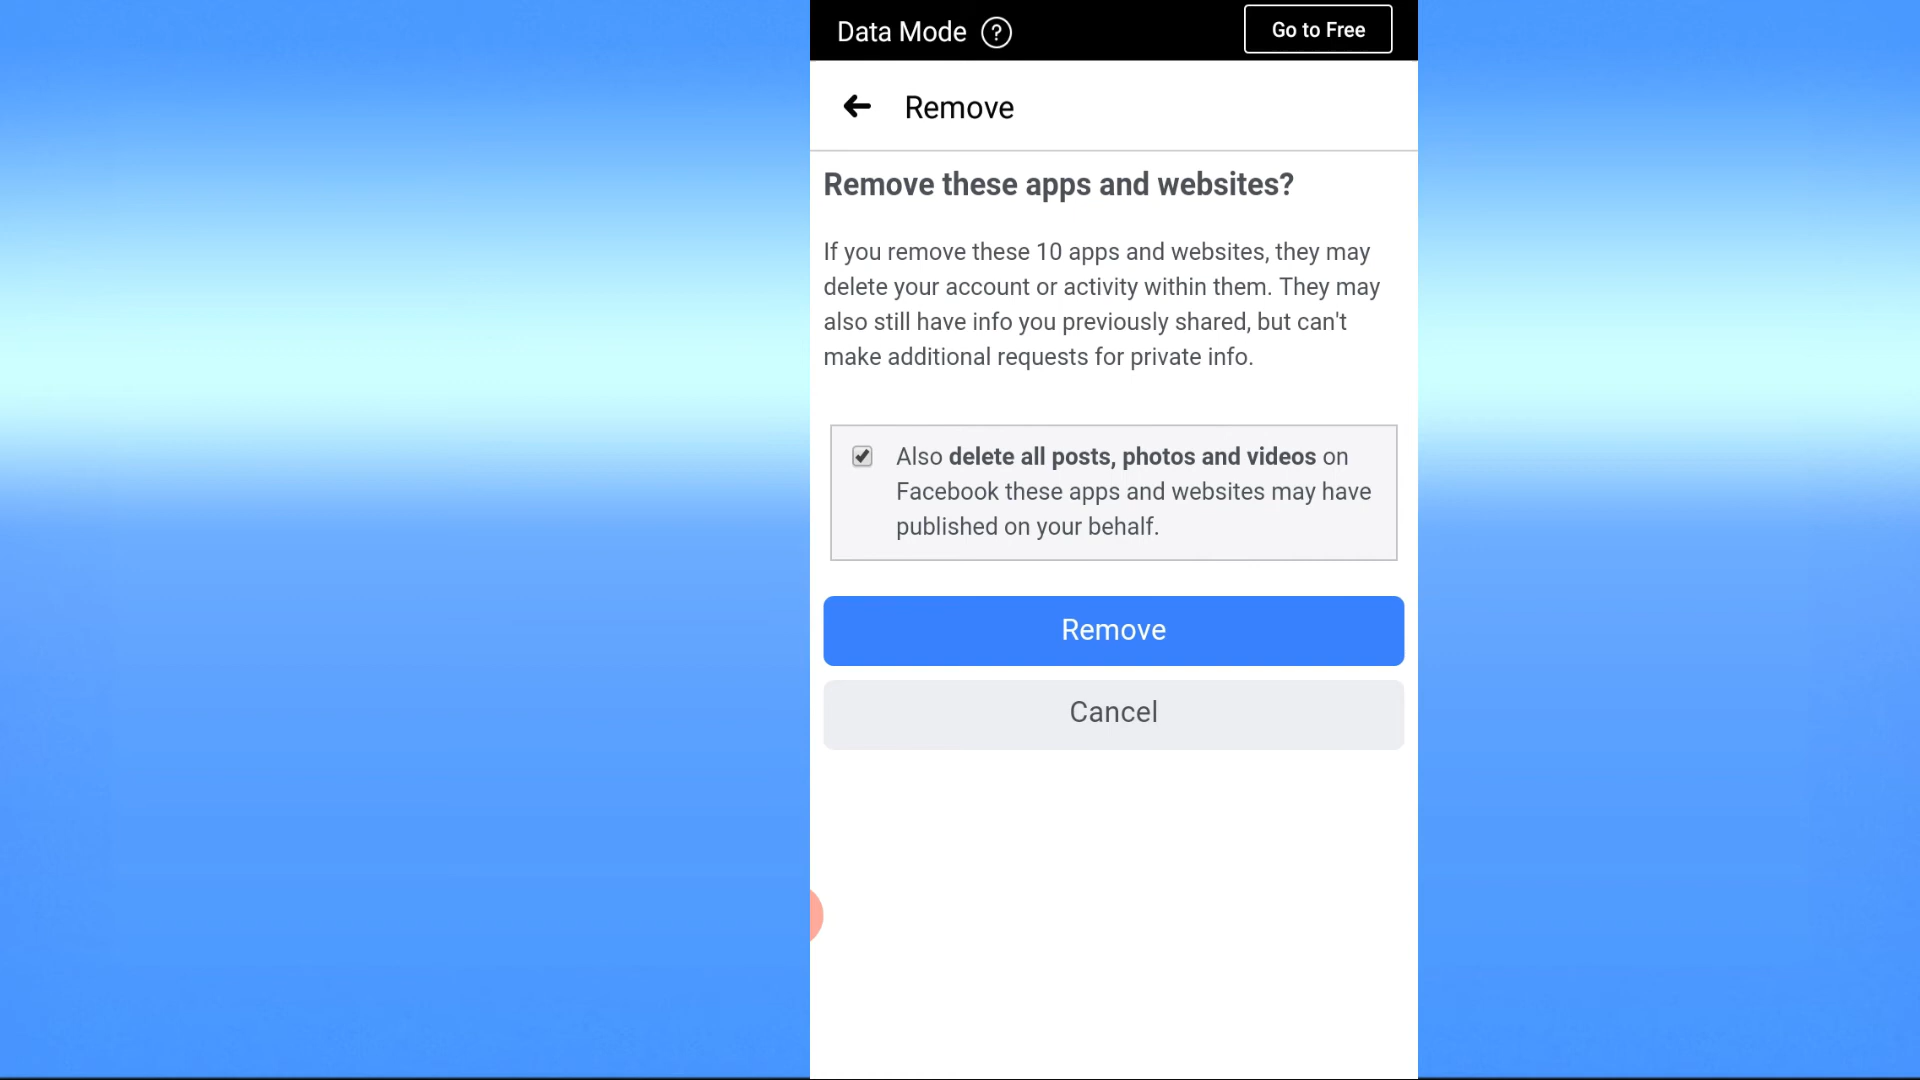 Data Mode ? Go to Free
Remove
Remove these apps and websites?
If you remove these 10 apps and websites, they may
delete your account or activity within them. They may
also still have info you previously shared, but can't
make additional requests for private info.
Also delete all posts, photos and videos on
Facebook these apps and websites may have
published on your behalf.
Remove
Cancel